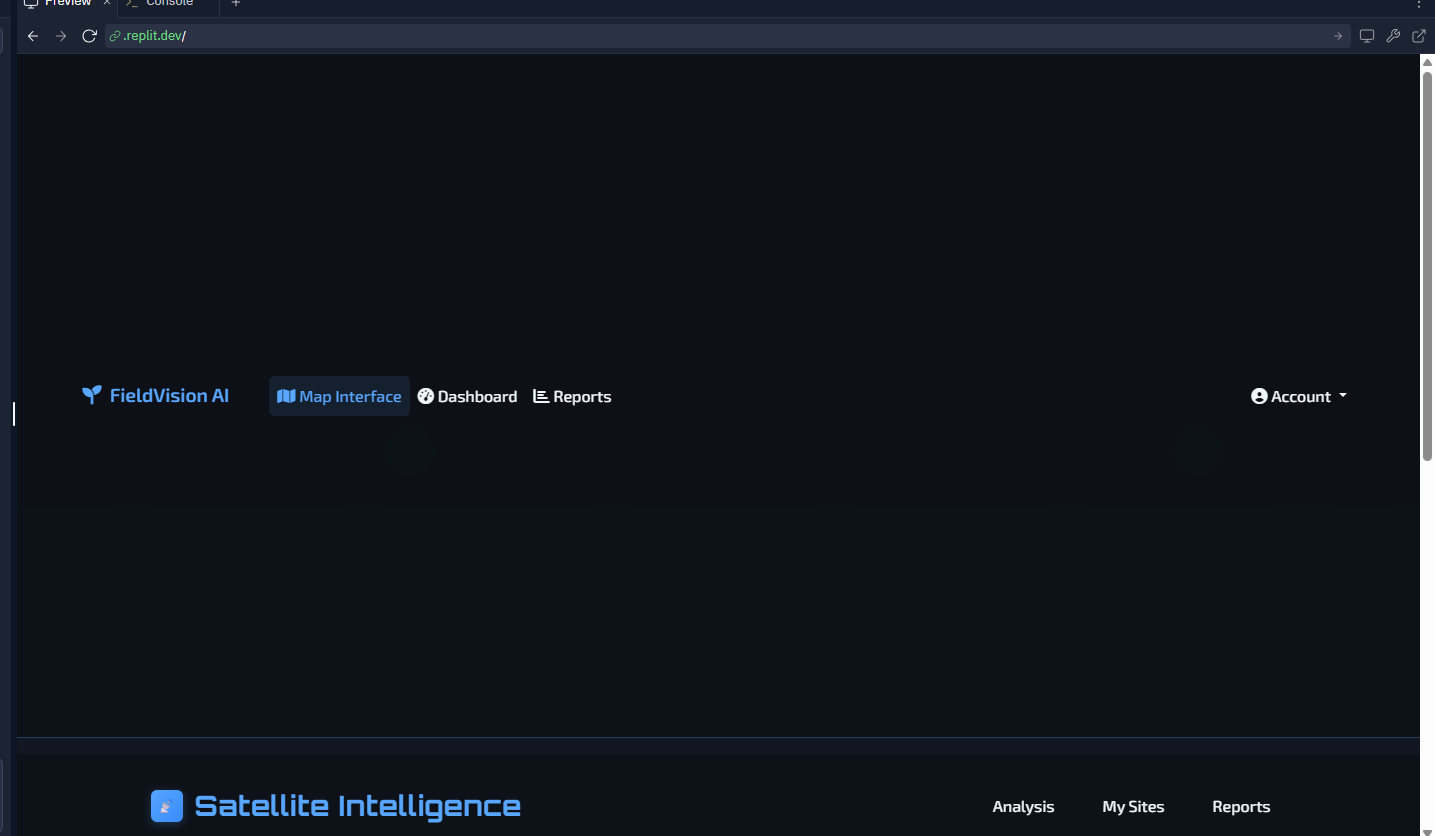 Preview × Console +
.replit.dev/
FieldVision AI Map Interface Dashboard Reports Account
Satellite Intelligence Analysis My Sites Reports